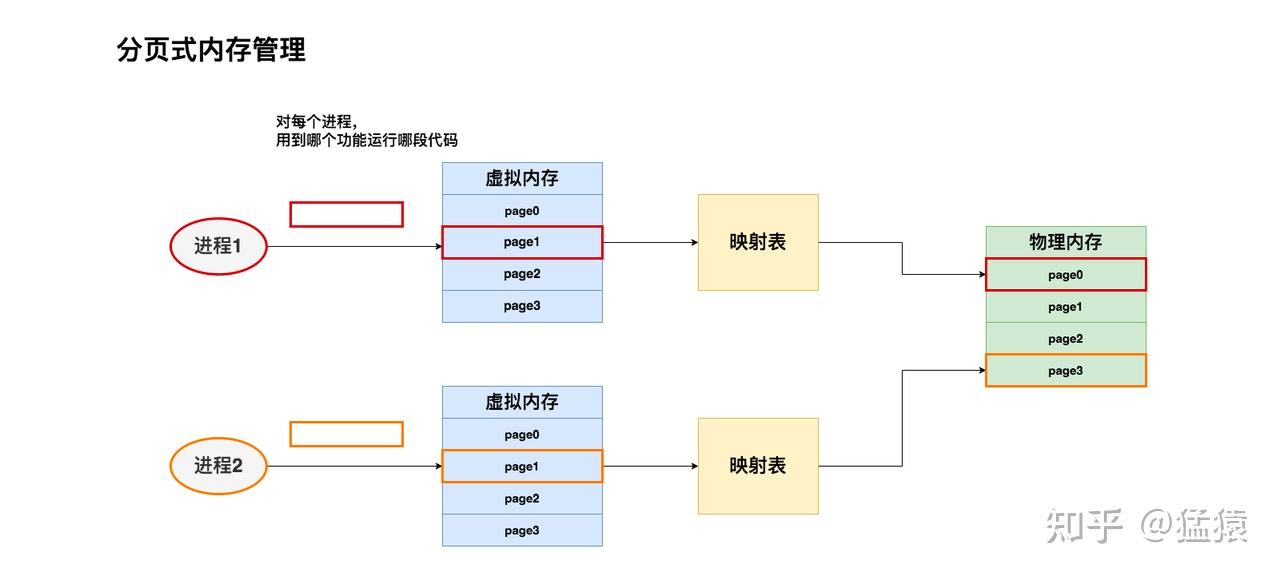 分页式内存管理
对每个进程，
用到哪个功能运行哪段代码
虚拟内存
page0
进程1
page1
映射表
page2
page3
物理内存
page0
page1
page2
page3
虚拟内存
page0
进程2
page1
映射表
page2
page3
知乎 @猛猿